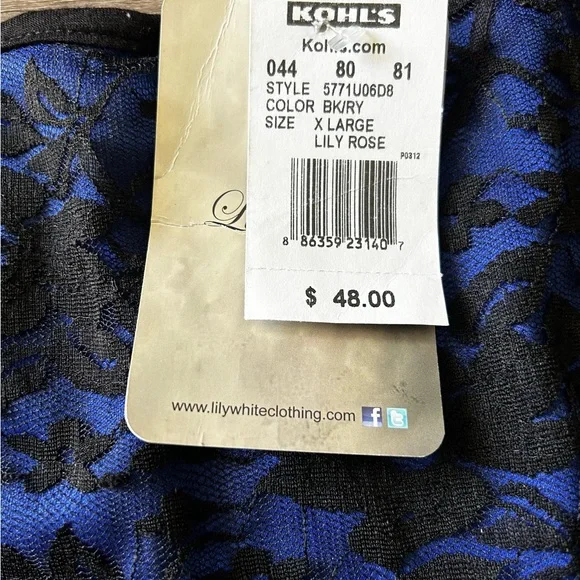 KOHL'S
Kohls.com
044 80 81
STYLE 5771U06D8
COLOR BK/RY
SIZE X LARGE
LILY ROSE
P0312
8 86359 23140 7
$ 48.00
www.lilywhiteclothing.com